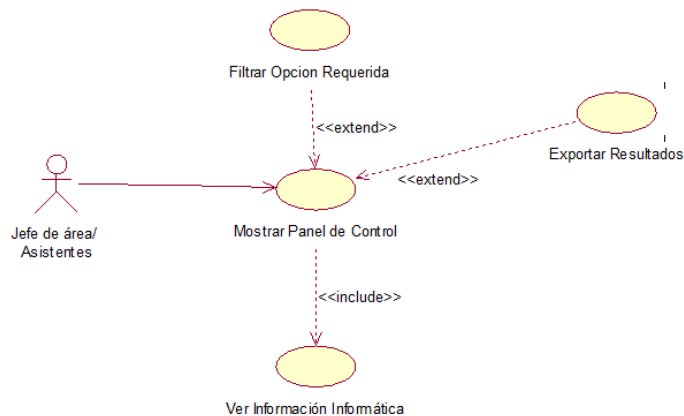 Filtrar Opcion Requerida
<<extend>>
Exportar Resultados
<<extend>>
Jefe de área/
Asistentes
Mostrar Panel de Control
<<include>>
Ver Información Informática